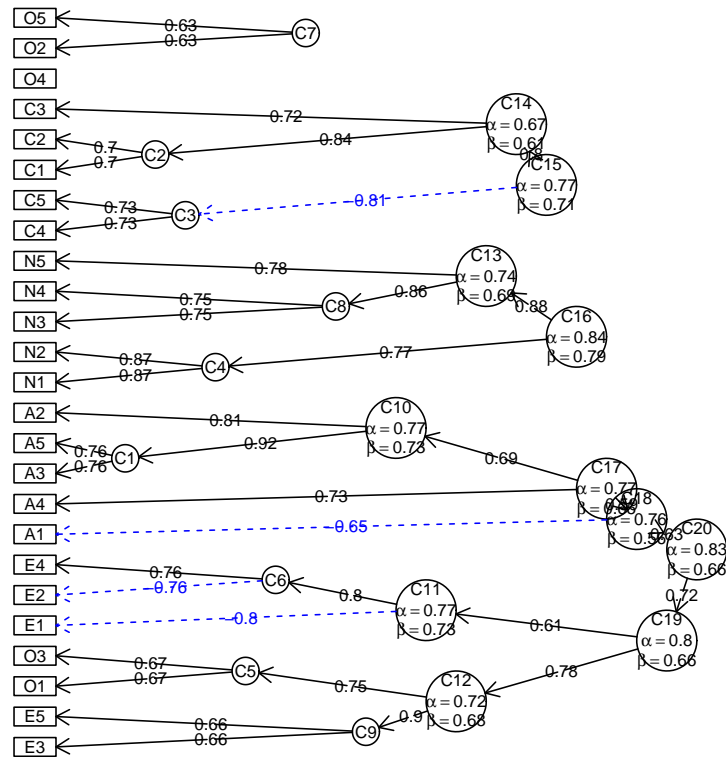 O5
0.63
C7
O2
0.63
O4
C3
0.72
C14
α = 0.67
β = 0.61
C2
0.7
C2
0.84
C1
0.7
C15
α = 0.77
β = 0.71
C5
0.73
C3
−0.81
C4
0.73
N5
0.78
C13
α = 0.74
N4
0.75
C8
0.86
N3
0.75
0.88
C16
α = 0.84
β = 0.79
N2
0.87
C4
0.77
N1
0.87
A2
0.81
C10
α = 0.77
β = 0.73
A5
0.76
C1
0.92
A3
0.76
0.69
C17
α = 0.77
A4
0.73
C18
α = 0.76
A1
−0.65
0.63
C20
α = 0.83
β = 0.66
E4
0.76
C6
E2
−0.76
0.8
C11
α = 0.77
β = 0.73
0.72
E1
−0.8
0.61
C19
α = 0.8
β = 0.66
O3
0.67
C5
O1
0.67
0.75
C12
α = 0.72
β = 0.68
0.78
E5
0.66
C9
0.9
E3
0.66